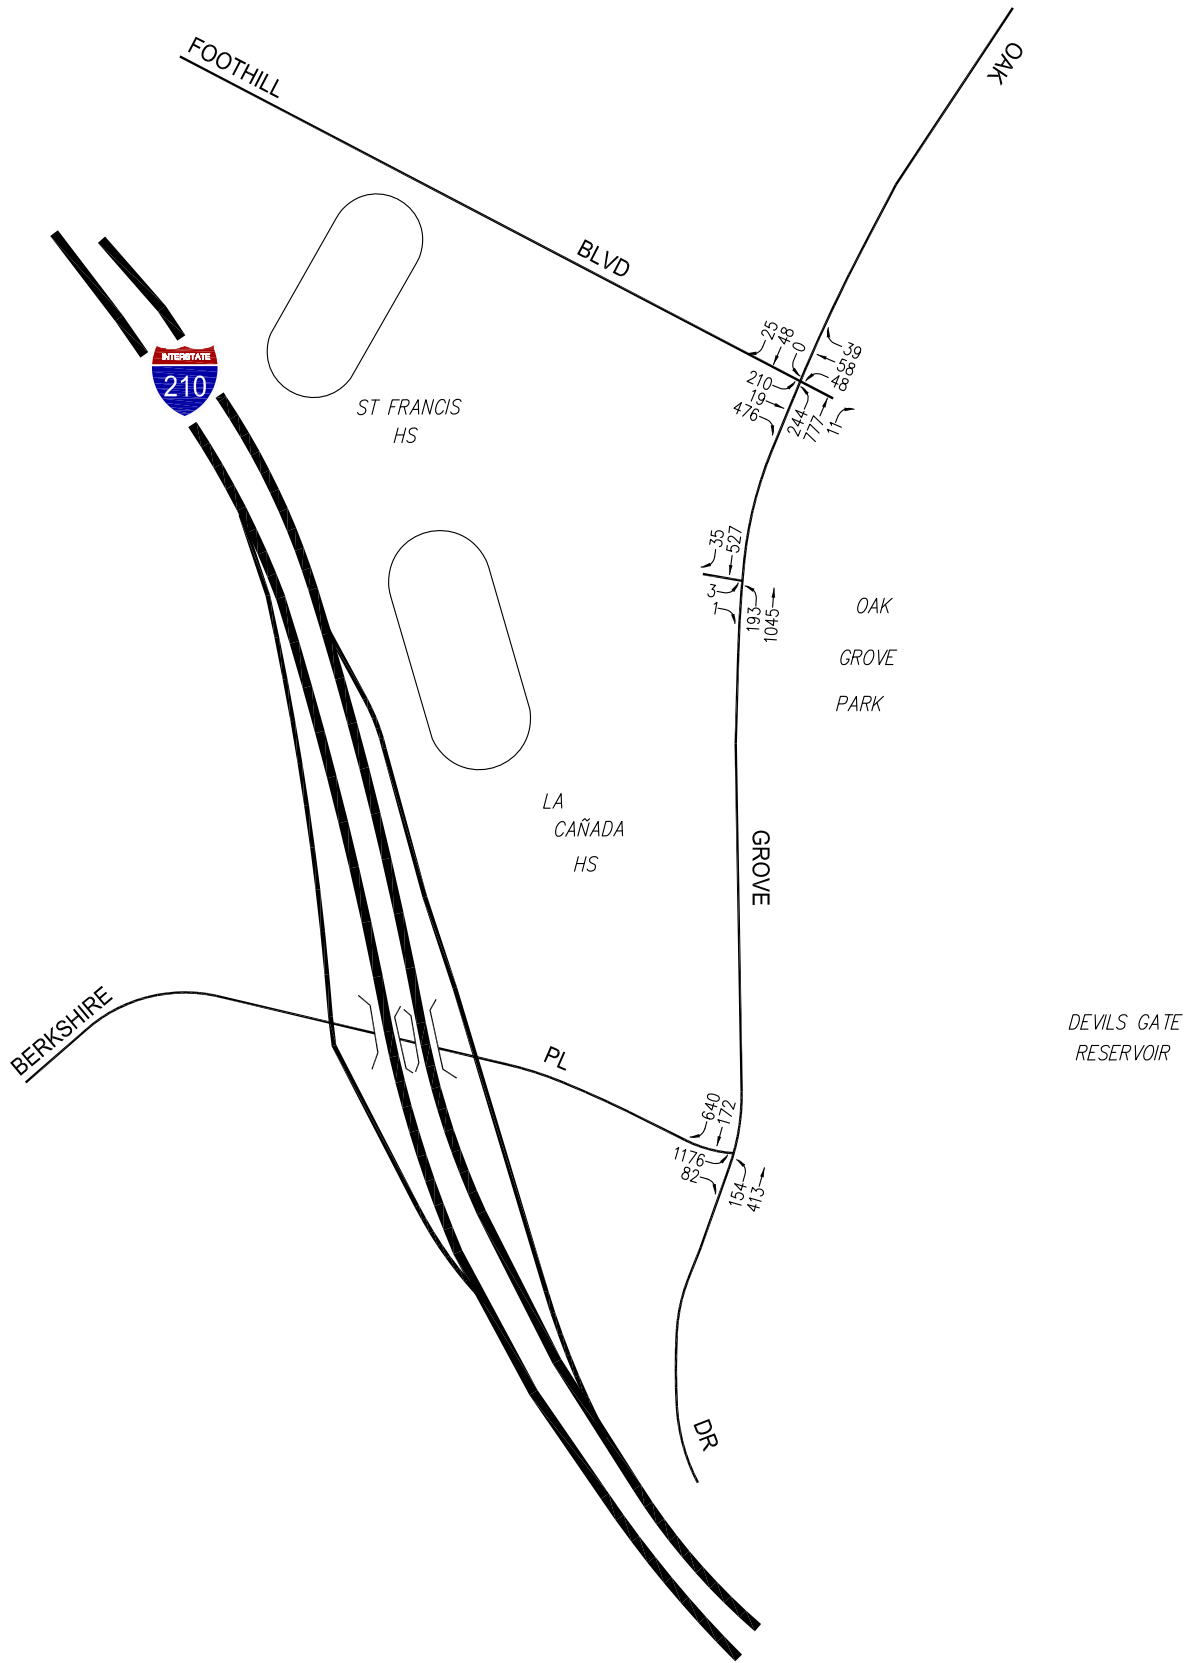 FOOTHILL
OAK
BLVD
INTERSTATE
210
25
48
0
39
58
48
210
19
476
244
777
11
ST FRANCIS
HS
35
527
3
1
193
1045
OAK
GROVE
PARK
LA
CAÑADA
HS
GROVE
BERKSHIRE
PL
DEVILS GATE
RESERVOIR
640
172
1176
82
154
413
DR